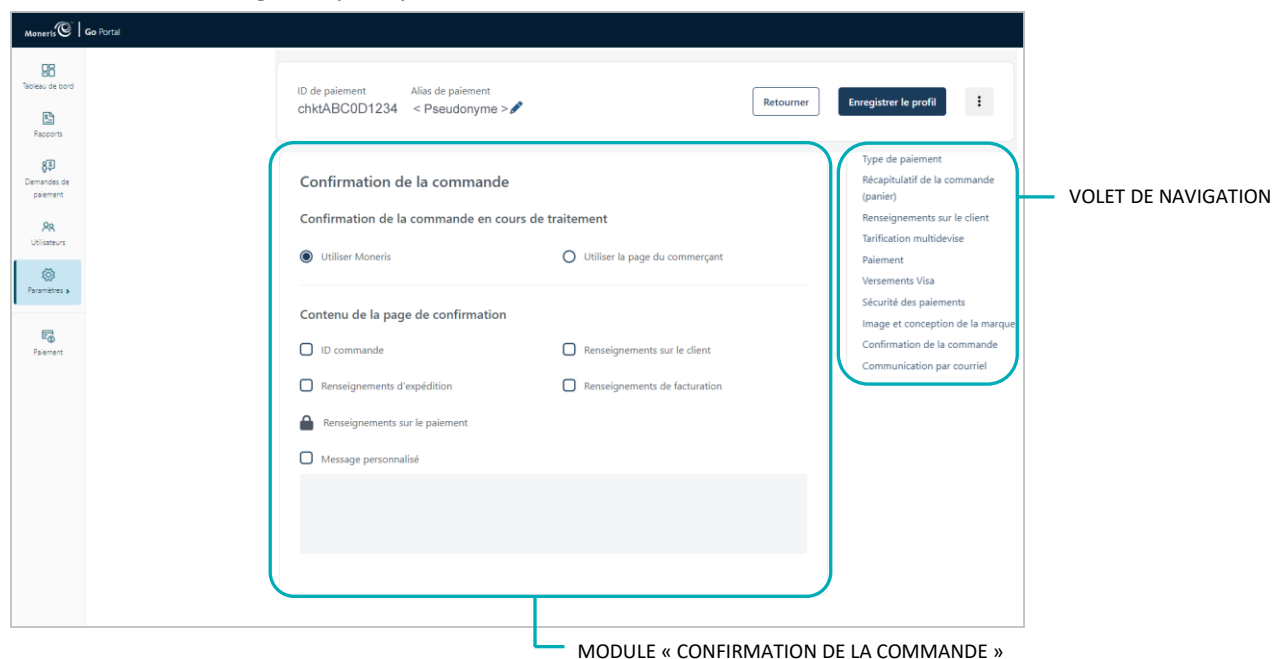 Moneris Go Portal
Tableau de bord
Rapports
Demandes de
paiement
Utilisateurs
Paramètres
Paiement
ID de paiement Alias de paiement
chktABC0D1234 < Pseudonyme >
Retourner
Enregistrer le profil
Confirmation de la commande
Confirmation de la commande en cours de traitement
Utiliser Moneris Utiliser la page du commerçant
Contenu de la page de confirmation
ID commande Renseignements sur le client
Renseignements d'expédition Renseignements de facturation
Renseignements sur le paiement
Message personnalisé
Type de paiement
Récapitulatif de la commande
(panier)
Renseignements sur le client
Tarification multidevise
Paiement
Versements Visa
Sécurité des paiements
Image et conception de la marque
Confirmation de la commande
Communication par courriel
VOLET DE NAVIGATION
MODULE « CONFIRMATION DE LA COMMANDE »